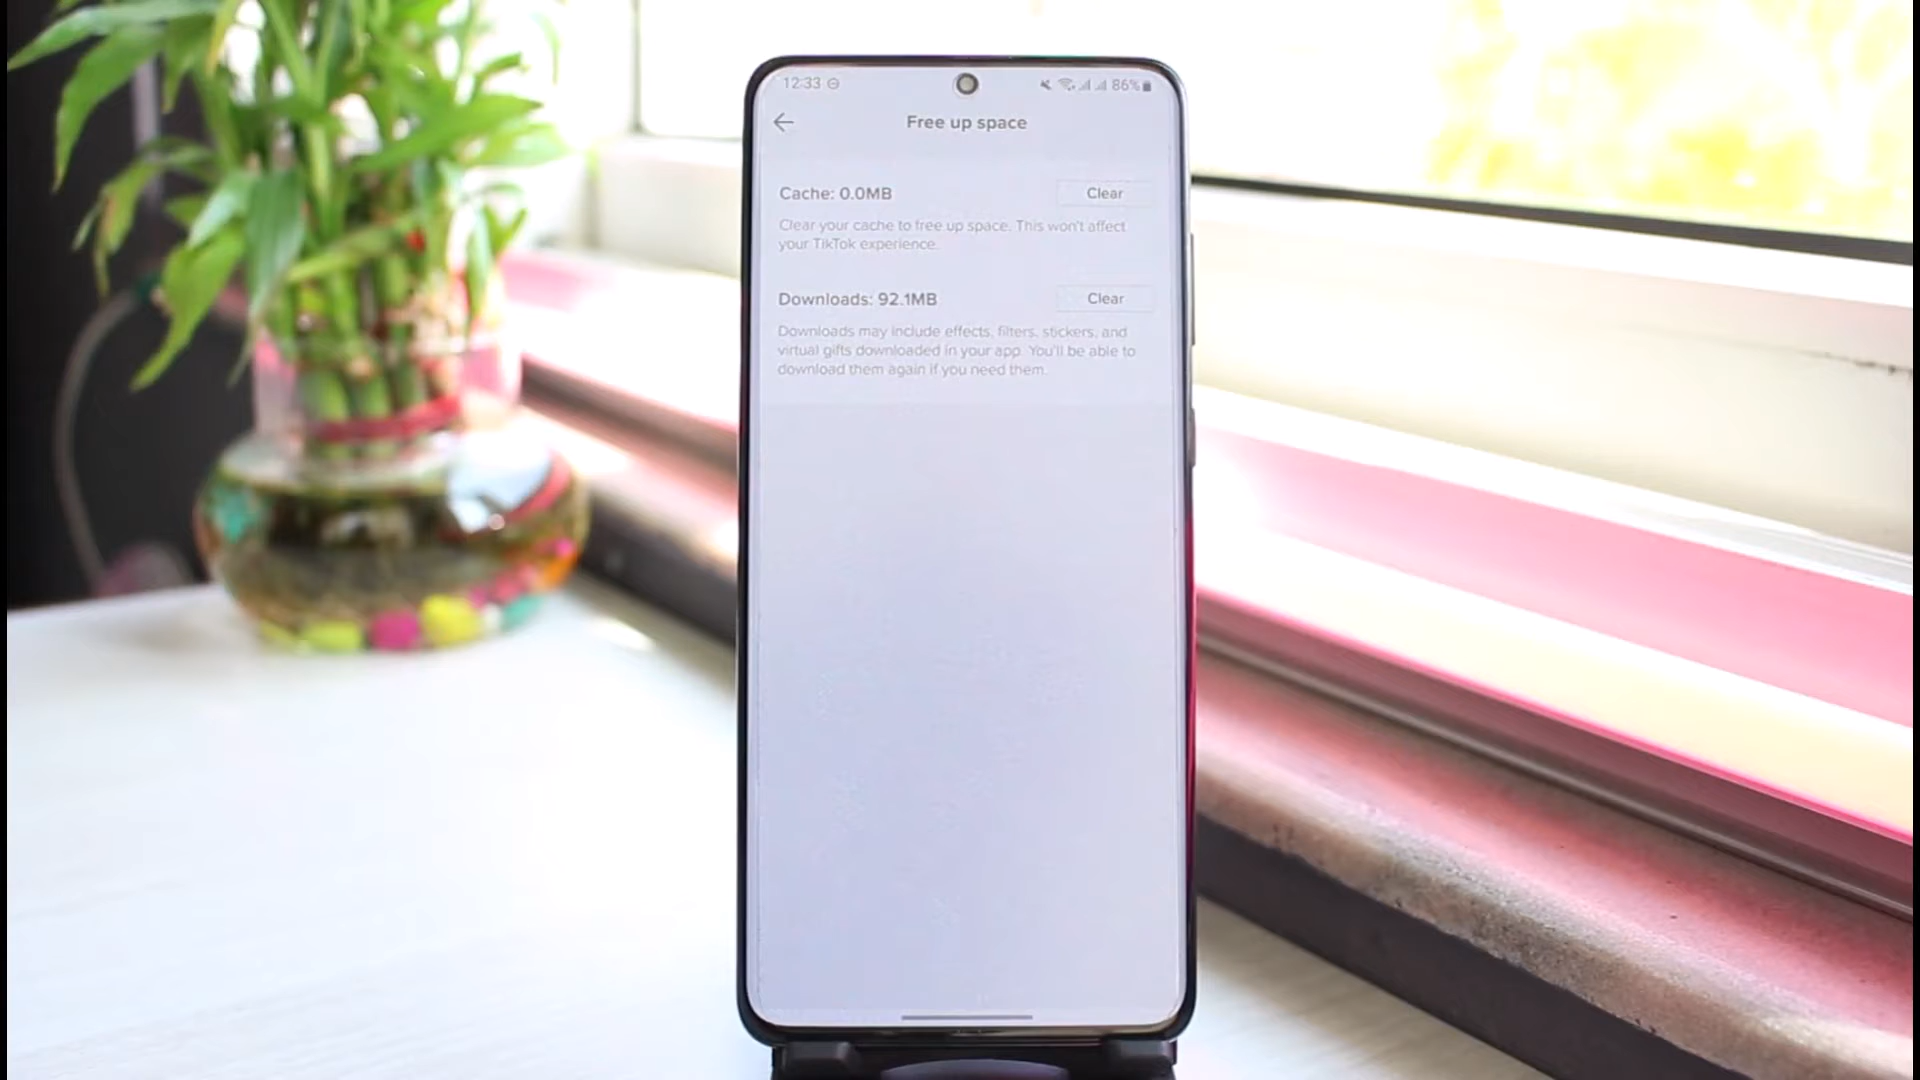 12:33
86%
Free up space
Cache: 0.0MB
Clear
Clear your cache to free up space. This won't affect
your TikTok experience.
Downloads: 92.1MB
Clear
Downloads may include effects, filters, stickers, and
virtual gifts downloaded in your app. You'll be able to
download them again if you need them.